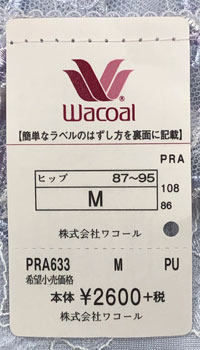 Wacoal®
【簡単なラベルのはずし方を裏面に記載】
PRA
ヒップ 87~95
M
108
86
株式会社ワコール
PRA633 M PU
希望小売価格
本体 ¥2600+税
株式会社ワコール